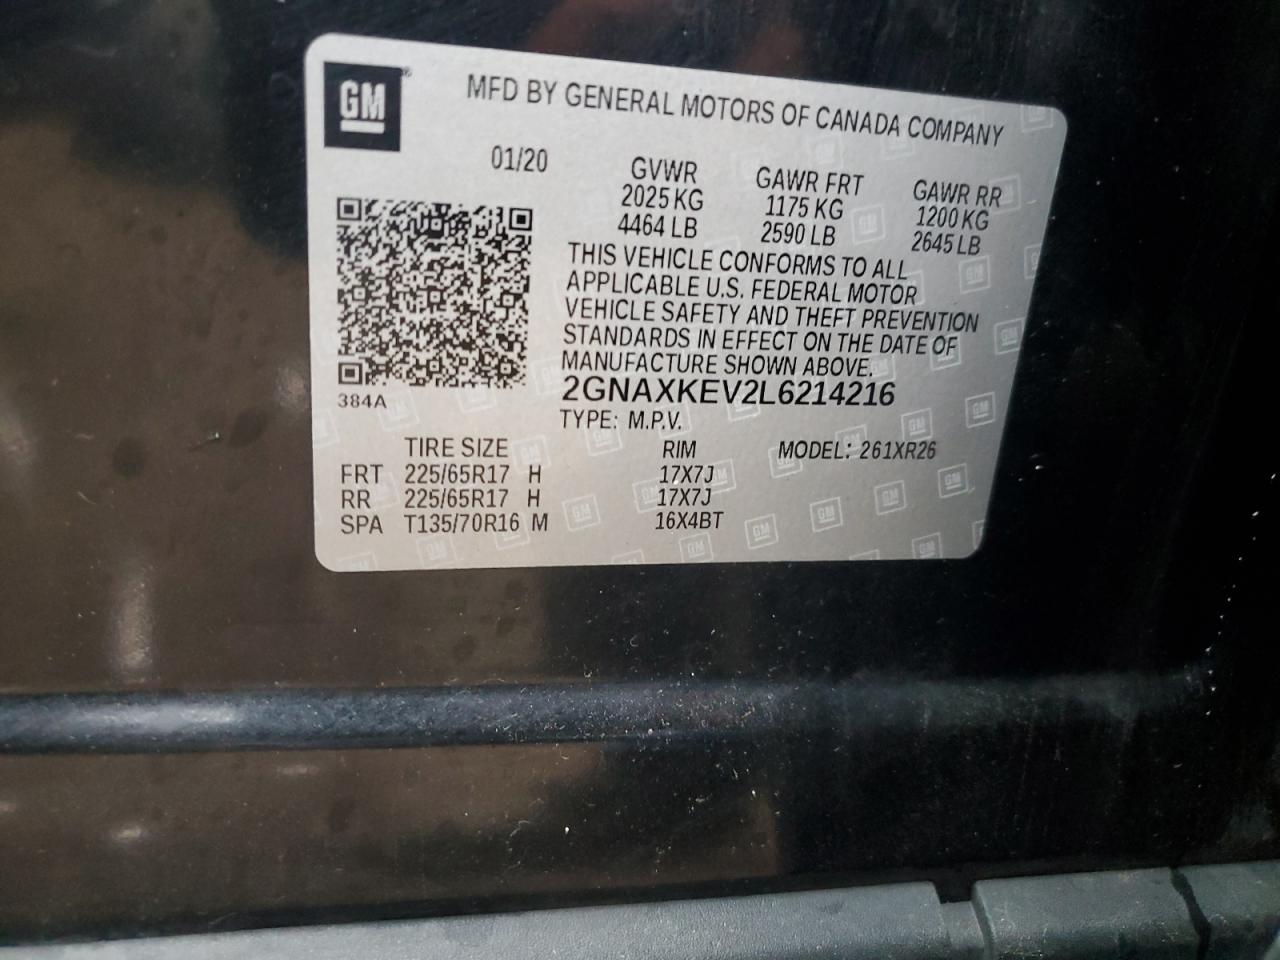 GM
MFD BY GENERAL MOTORS OF CANADA COMPANY
01/20
GVWR
2025 KG
4464 LB
GAWR FRT
1175 KG
2590 LB
GAWR RR
1200 KG
2645 LB
THIS VEHICLE CONFORMS TO ALL
APPLICABLE U.S. FEDERAL MOTOR
VEHICLE SAFETY AND THEFT PREVENTION
STANDARDS IN EFFECT ON THE DATE OF
MANUFACTURE SHOWN ABOVE.
384A
2GNAXKEV2L6214216
TYPE: M.P.V.
TIRE SIZE RIM MODEL: 261XR26
FRT 225/65R17 H 17X7J
RR 225/65R17 H 17X7J
SPA T135/70R16 M 16X4BT